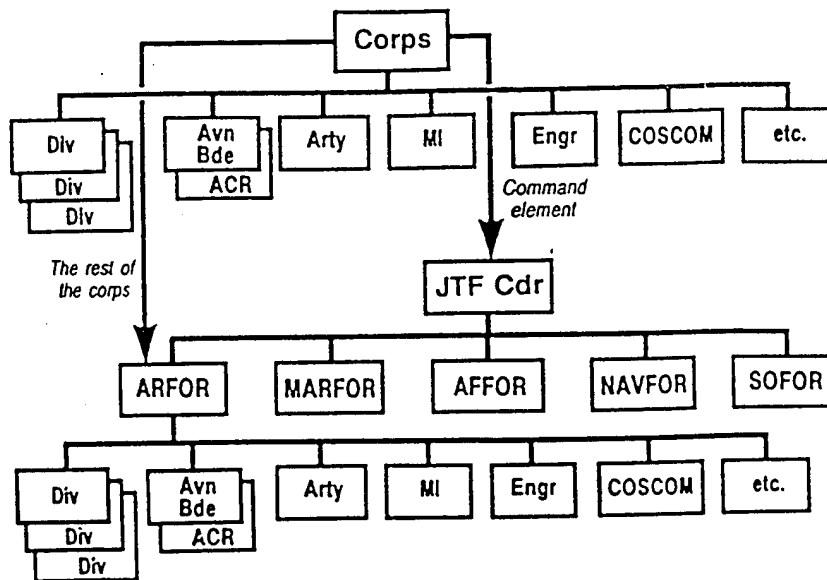 Corps
Div
Div
Div
Avn
Bde
ACR
Arty
MI
Engr
COSCOM
etc.
Command
element
The rest of
the corps
JTF Cdr
ARFOR
MARFOR
AFFOR
NAVFOR
SOFOR
Div
Div
Div
Avn
Bde
ACR
Arty
MI
Engr
COSCOM
etc.